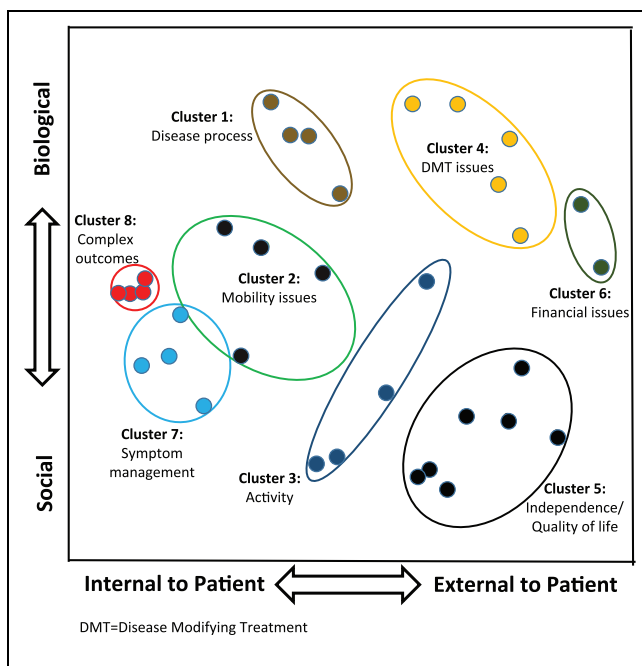 Biological
Social
Cluster 1:
Disease process
Cluster 4:
DMT issues
Cluster 8:
Complex
outcomes
Cluster 2:
Mobility issues
Cluster 6:
Financial issues
Cluster 7:
Symptom
management
Cluster 3:
Activity
Cluster 5:
Independence/
Quality of life
Internal to Patient
External to Patient
DMT=Disease Modifying Treatment